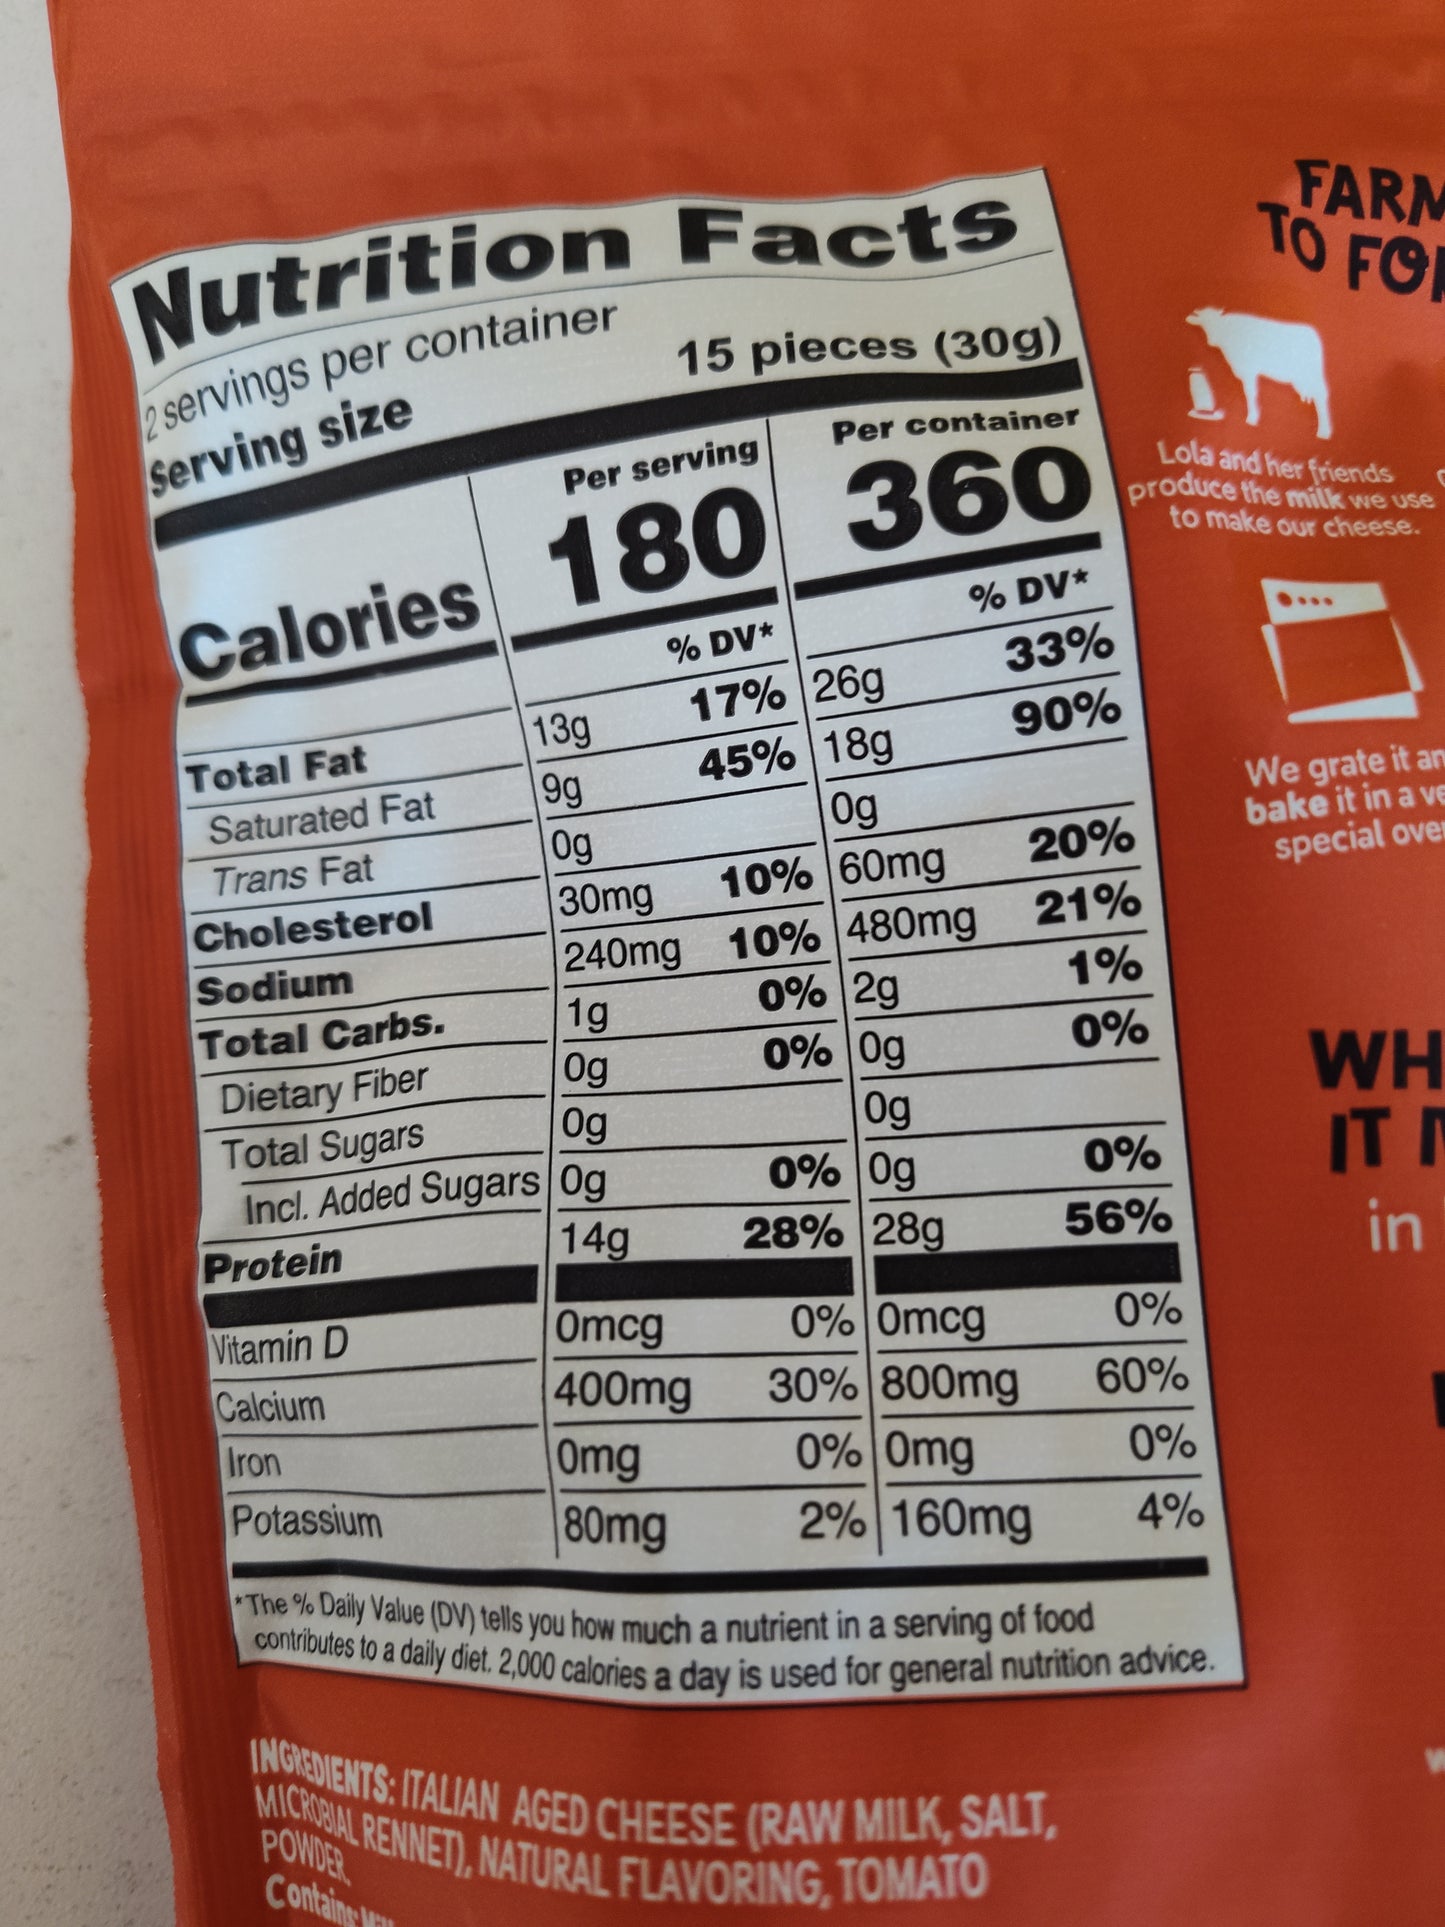 Nutrition Facts
2 servings per container
Serving size 15 pieces (30g)
Per serving Per container
Calories 180 360
% DV* % DV*
Total Fat 13g 17% 26g 33%
Saturated Fat 9g 45% 18g 90%
Trans Fat 0g 0g
Cholesterol 30mg 10% 60mg 20%
Sodium 240mg 10% 480mg 21%
Total Carbs. 1g 0% 2g 1%
Dietary Fiber 0g 0% 0g 0%
Total Sugars 0g 0g
Incl. Added Sugars 0g 0% 0g 0%
Protein 14g 28% 28g 56%
Vitamin D 0mcg 0% 0mcg 0%
Calcium 400mg 30% 800mg 60%
Iron 0mg 0% 0mg 0%
Potassium 80mg 2% 160mg 4%
*The % Daily Value (DV) tells you how much a nutrient in a serving of food
contributes to a daily diet. 2,000 calories a day is used for general nutrition advice.
INGREDIENTS: ITALIAN AGED CHEESE (RAW MILK, SALT,
MICROBIAL RENNET), NATURAL FLAVORING, TOMATO
POWDER.
Contains:
FARM
TO
Lola and her friends
produce the milk we use
to make our cheese.
We grate it
bake it in a
special
IT
in